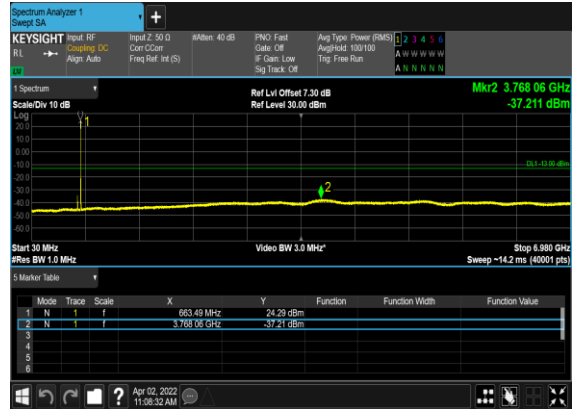 Spectrum Analyzer 1
Swept SA
+
KEYSIGHT Input: RF Input Z: 50 Ω #Atten: 40 dB PNO: Fast Avg Type: Power (RMS) 1 2 3 4 5 6
RL Coupling: DC Corr CCorr Gate: Off Avg|Hold: 100/100 A W W W W W
Align: Auto Freq Ref: Int (S) IF Gain: Low Trig: Free Run
Sig Track: Off A N N N N N
1 Spectrum Ref Lvl Offset 7.30 dB Mkr2 3.768 06 GHz
Scale/Div 10 dB Ref Level 30.00 dBm -37.211 dBm
Log
20.0
10.0
0.00
-10.0
DL1 -13.00 dBm
-20.0
-30.0
-40.0
-50.0
-60.0
1
2
Start 30 MHz Video BW 3.0 MHz* Stop 6.980 GHz
#Res BW 1.0 MHz Sweep ~14.2 ms (40001 pts)
5 Marker Table
Mode Trace Scale X Y Function Function Width Function Value
1 N 1 f 663.49 MHz 24.29 dBm
2 N 1 f 3.768 06 GHz -37.21 dBm
3
4
5
6
? Apr 02, 2022
11:08:32 AM